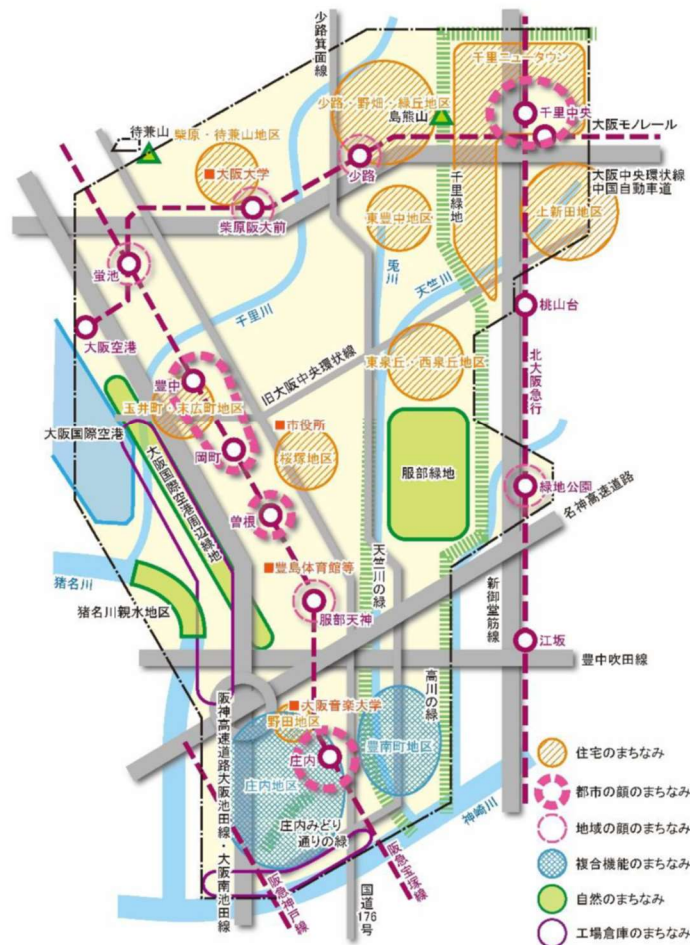 少路箕面線
千里ニュータウン
少路・野畑・緑丘地区
島熊山
千里中央
待兼山
柴原・待兼山地区
大阪モノレール
大阪大学
少路
大阪中央環状線
中国自動車道
千里緑地
上新田地区
東豊中地区
柴原阪大前
兎川
天竺川
蛍池
千里川
桃山台
大阪空港
旧大阪中央環状線
東泉丘・西泉丘地区
北大阪急行
豊中
玉井町・末広町地区
大阪国際空港
市役所
岡町
桜塚地区
服部緑地
大阪国際空港周辺緑地
緑地公園
名神高速道路
曽根
天竺川の緑
豊島体育館等
猪名川
新御堂筋線
猪名川親水地区
服部天神
江坂
豊中吹田線
高川の緑
大阪音楽大学
野田地区
豊南町地区
庄内
庄内地区
阪神高速道路大阪池田線・大阪南池田線
庄内みどり
通りの緑
神崎川
阪急神戸線
阪急宝塚線
国道176号
住宅のまちなみ
都市の顔のまちなみ
地域の顔のまちなみ
複合機能のまちなみ
自然のまちなみ
工場倉庫のまちなみ